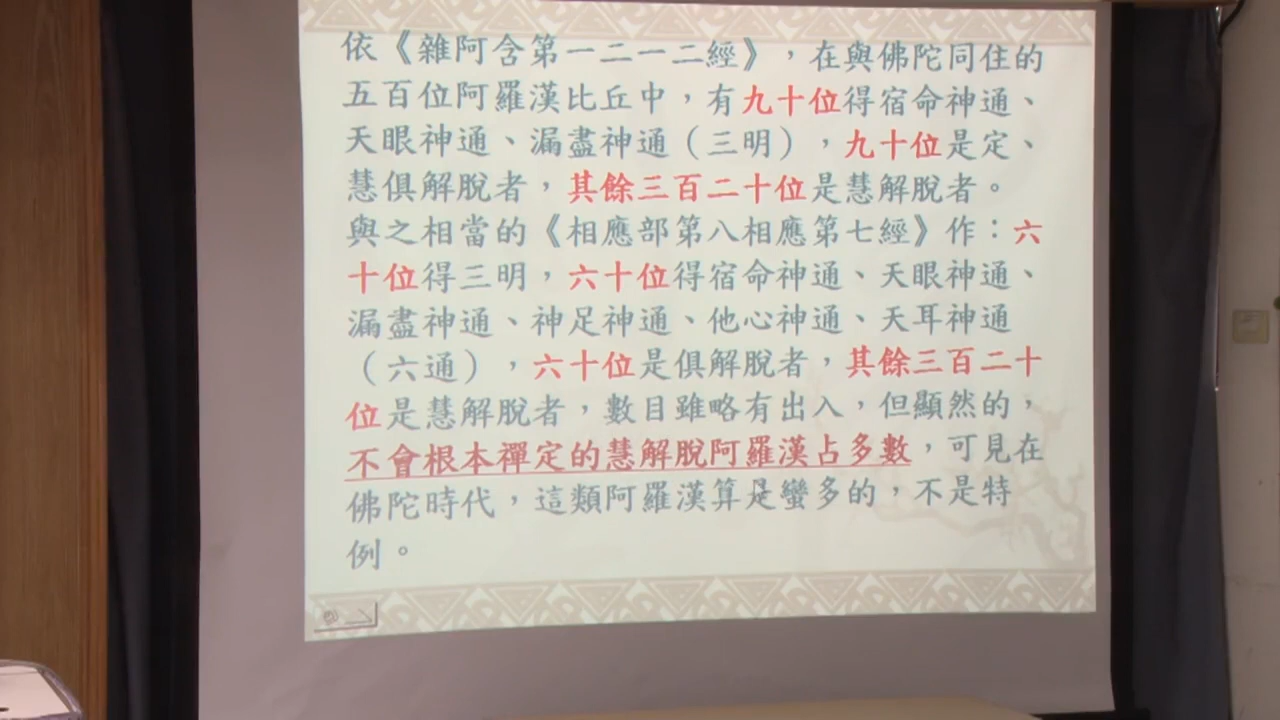 依《雜阿含第一二一二經》，在與佛陀同住的
五百位阿羅漢比丘中，有九十位得宿命神通、
天眼神通、漏盡神通（三明），九十位是定、
慧俱解脫者，其餘三百二十位是慧解脫者。
與之相當的《相應部第八相應第七經》作：六
十位得三明，六十位得宿命神通、天眼神通、
漏盡神通、神足神通、他心神通、天耳神通
（六通），六十位是俱解脫者，其餘三百二十
位是慧解脫者，數目雖略有出入，但顯然的，
不會根本禪定的慧解脫阿羅漢占多數，可見在
佛陀時代，這類阿羅漢算是蠻多的，不是特
例。